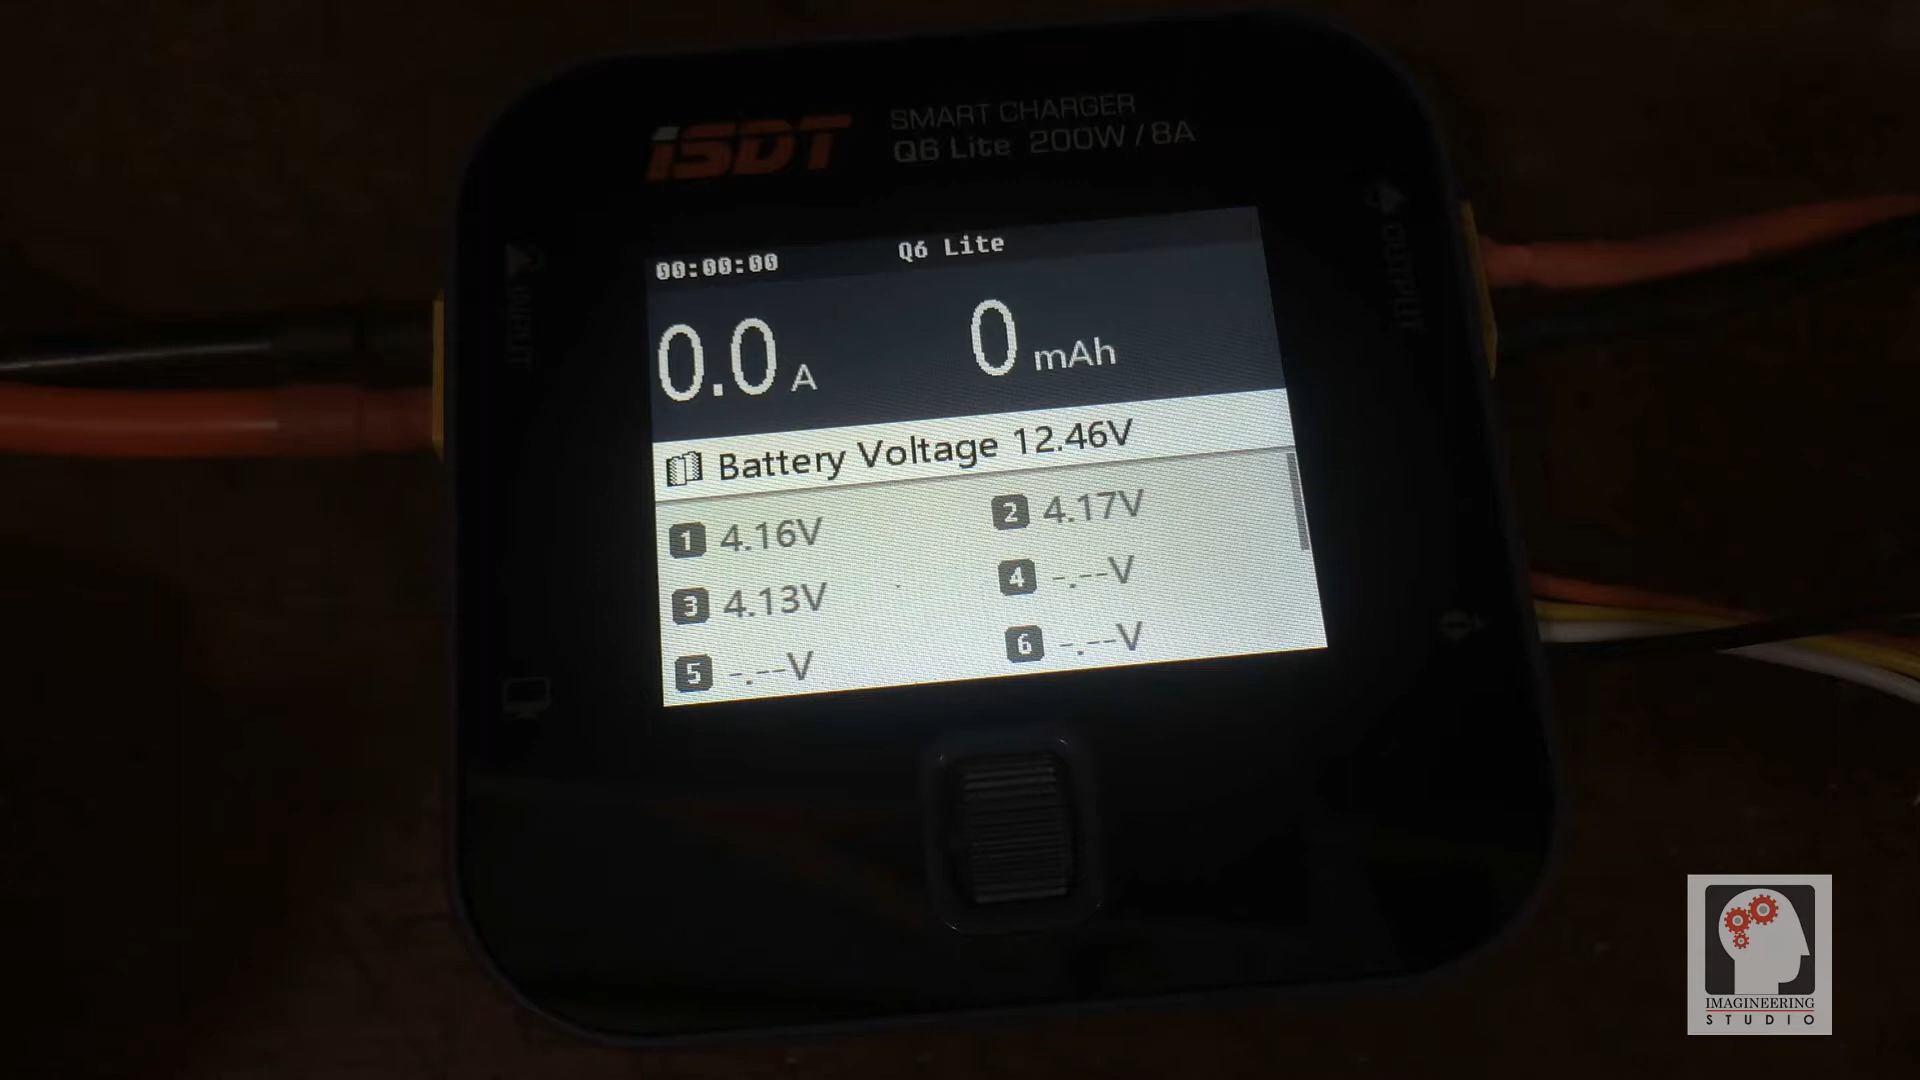 iSDT
SMART CHARGER
Q6 Lite 200W / 8A
INPUT
OUTPUT
00:00:00
Q6 Lite
0.0 A
0 mAh
Battery Voltage 12.46V
1 4.16V
2 4.17V
3 4.13V
4 -.--V
5 -.--V
6 -.--V
IMAGINEERING
STUDIO